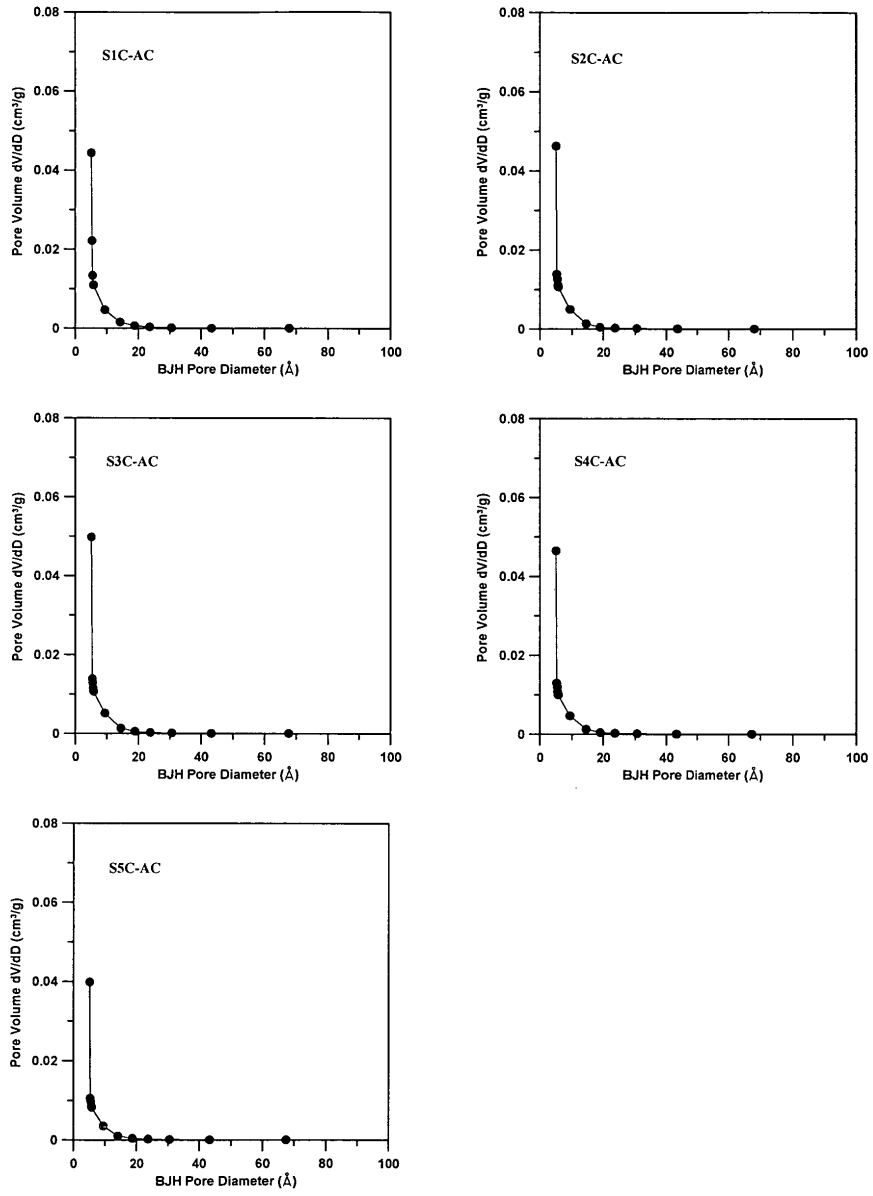 0.08
S1C-AC
0.06
Pore Volume dV/dD (cm³/g)
0.04
0.02
0
0 20 40 60 80 100
BJH Pore Diameter (Å)
0.08
S2C-AC
0.06
Pore Volume dV/dD (cm³/g)
0.04
0.02
0
0 20 40 60 80 100
BJH Pore Diameter (Å)
0.08
S3C-AC
0.06
Pore Volume dV/dD (cm³/g)
0.04
0.02
0
0 20 40 60 80 100
BJH Pore Diameter (Å)
0.08
S4C-AC
0.06
Pore Volume dV/dD (cm³/g)
0.04
0.02
0
0 20 40 60 80 100
BJH Pore Diameter (Å)
0.08
S5C-AC
0.06
Pore Volume dV/dD (cm³/g)
0.04
0.02
0
0 20 40 60 80 100
BJH Pore Diameter (Å)